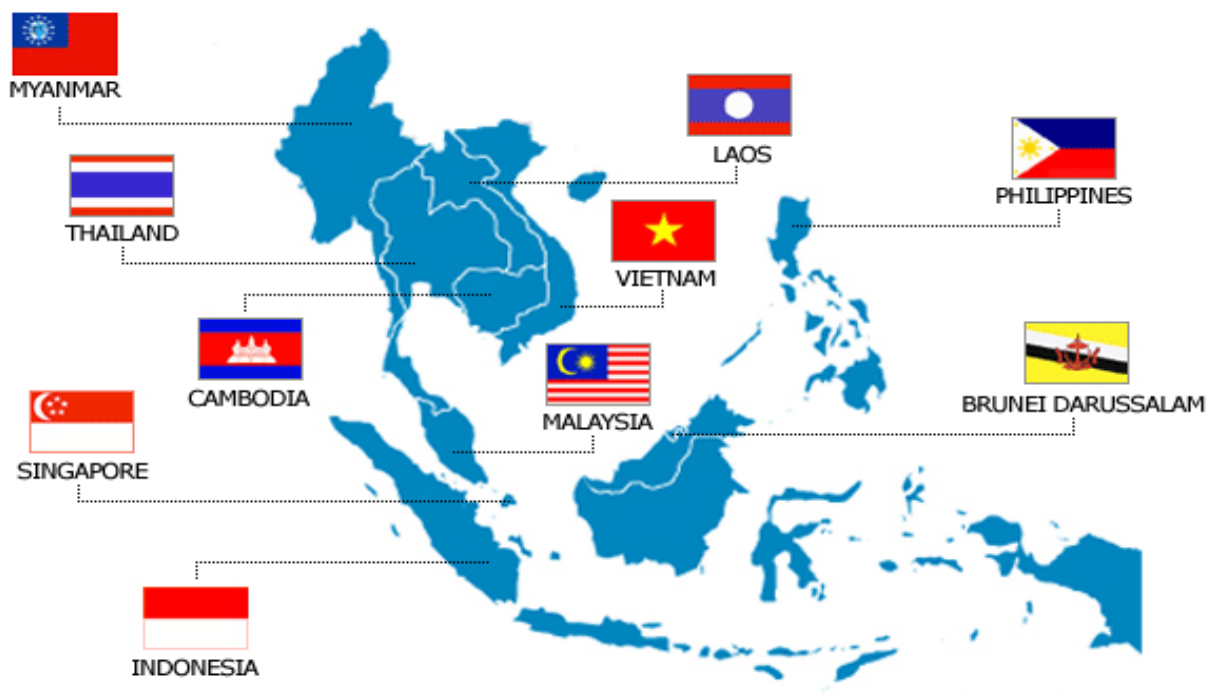 MYANMAR
LAOS
PHILIPPINES
THAILAND
VIETNAM
CAMBODIA
MALAYSIA
BRUNEI DARUSSALAM
SINGAPORE
INDONESIA